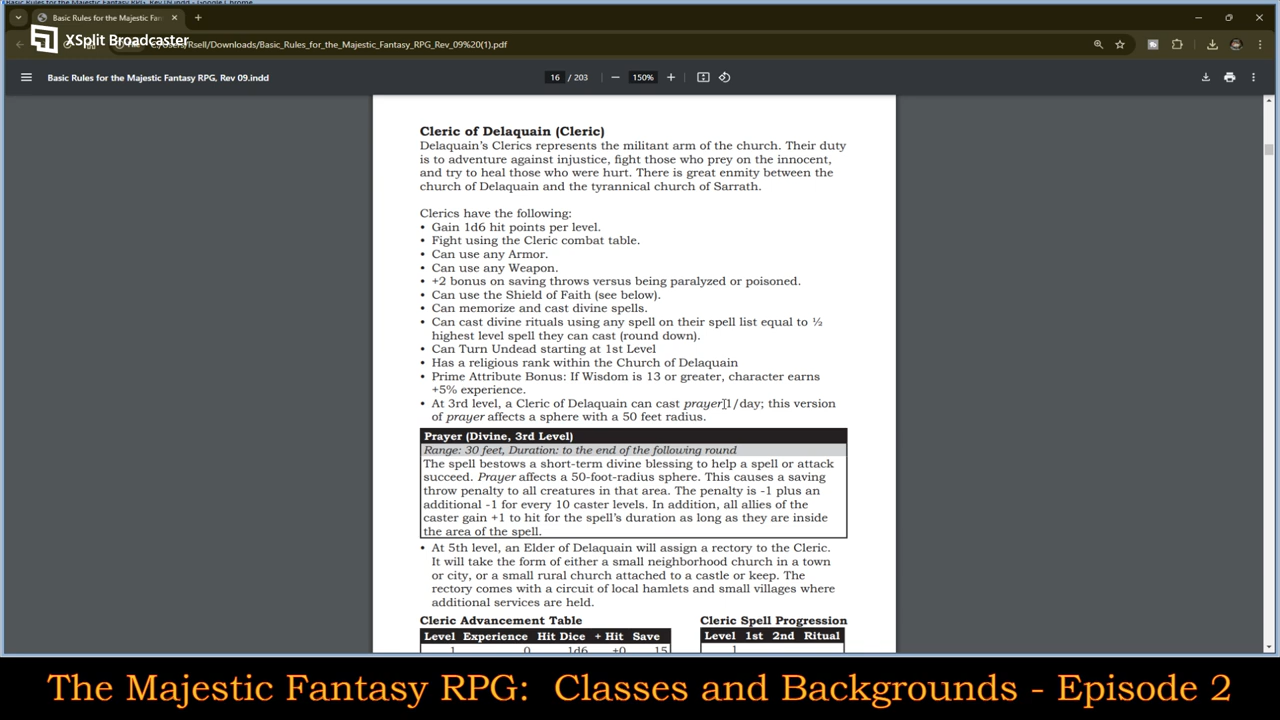 Basic Rules for the Majestic Fan
XSplit Broadcaster
/Users/Rsell/Downloads/Basic_Rules_for_the_Majestic_Fantasy_RPG_Rev_09%20(1).pdf
Basic Rules for the Majestic Fantasy RPG, Rev 09.indd
16 / 203
150%
Cleric of Delaquain (Cleric)
Delaquain's Clerics represents the militant arm of the church. Their duty
is to adventure against injustice, fight those who prey on the innocent,
and try to heal those who were hurt. There is great enmity between the
church of Delaquain and the tyrannical church of Sarrath.
Clerics have the following:
• Gain 1d6 hit points per level.
• Fight using the Cleric combat table.
• Can use any Armor.
• Can use any Weapon.
• +2 bonus on saving throws versus being paralyzed or poisoned.
• Can use the Shield of Faith (see below).
• Can memorize and cast divine spells.
• Can cast divine rituals using any spell on their spell list equal to ½
highest level spell they can cast (round down).
• Can Turn Undead starting at 1st Level
• Has a religious rank within the Church of Delaquain
• Prime Attribute Bonus: If Wisdom is 13 or greater, character earns
+5% experience.
• At 3rd level, a Cleric of Delaquain can cast prayer 1/day; this version
of prayer affects a sphere with a 50 feet radius.
Prayer (Divine, 3rd Level)
Range: 30 feet, Duration: to the end of the following round
The spell bestows a short-term divine blessing to help a spell or attack
succeed. Prayer affects a 50-foot-radius sphere. This causes a saving
throw penalty to all creatures in that area. The penalty is -1 plus an
additional -1 for every 10 caster levels. In addition, all allies of the
caster gain +1 to hit for the spell's duration as long as they are inside
the area of the spell.
• At 5th level, an Elder of Delaquain will assign a rectory to the Cleric.
It will take the form of either a small neighborhood church in a town
or city, or a small rural church attached to a castle or keep. The
rectory comes with a circuit of local hamlets and small villages where
additional services are held.
Cleric Advancement Table
Level Experience Hit Dice + Hit Save
1 0 1d6 +0 15
Cleric Spell Progression
Level 1st 2nd Ritual
1
The Majestic Fantasy RPG: Classes and Backgrounds - Episode 2